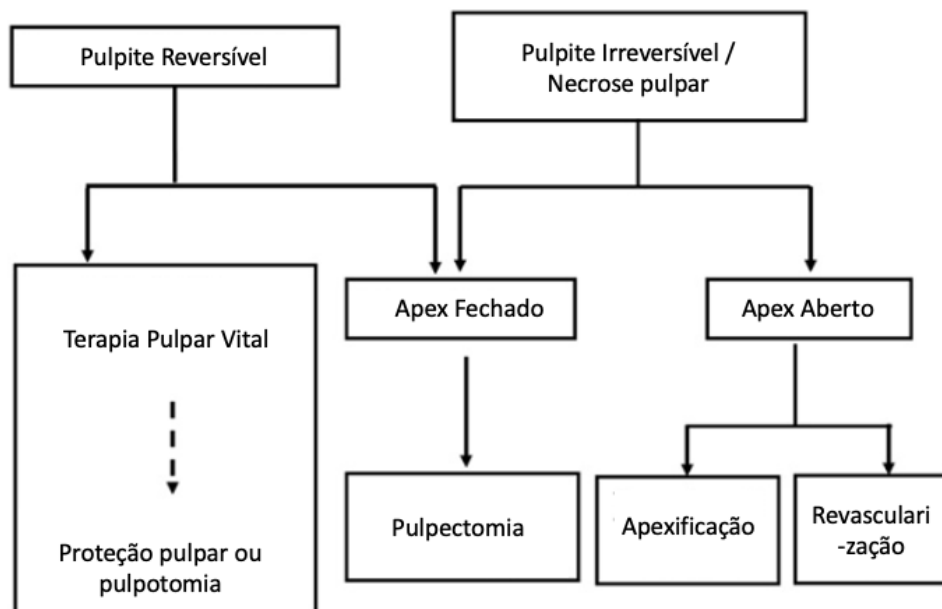 Pulpite Reversível
Pulpite Irreversível /
Necrose pulpar
Terapia Pulpar Vital
Proteção pulpar ou
pulpotomia
Apex Fechado
Pulpectomia
Apex Aberto
Apexificação
Revasculari
-zação